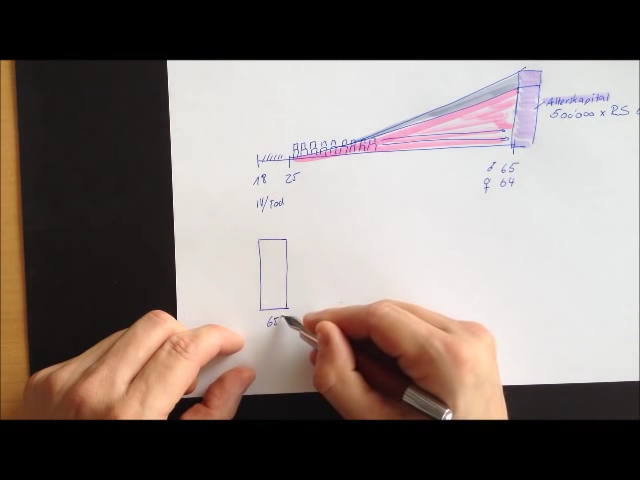 Alterskapital
500'000 x RS
18 25
♂ 65
♀ 64
IV/Tod
65